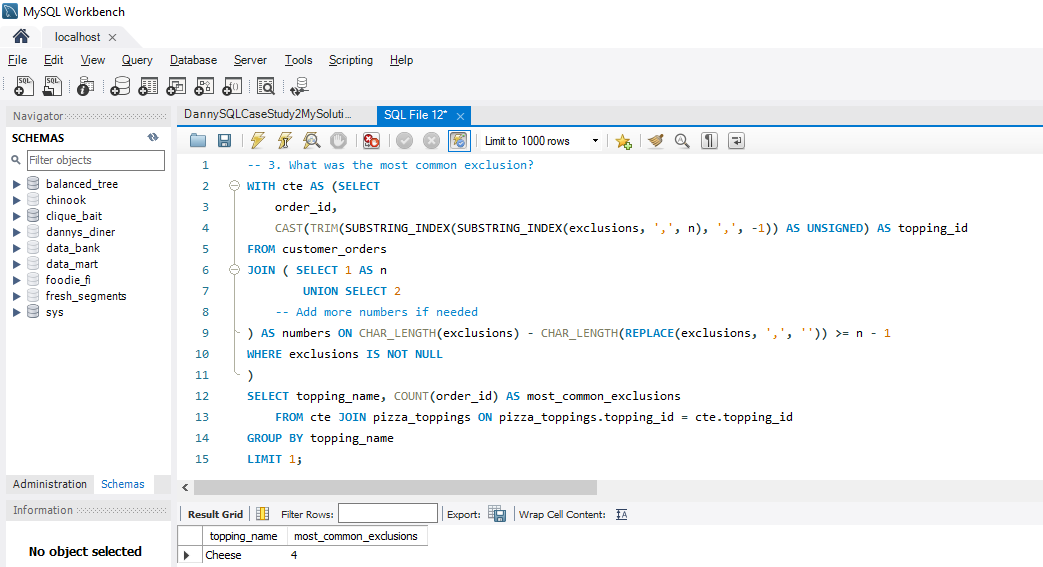 MySQL Workbench
localhost
File Edit View Query Database Server Tools Scripting Help
Navigator
SCHEMAS
Filter objects
balanced_tree
chinook
clique_bait
dannys_diner
data_bank
data_mart
foodie_fi
fresh_segments
sys
Administration Schemas
Information
No object selected
DannySQLCaseStudy2MySoluti... SQL File 12*
Limit to 1000 rows
1 -- 3. What was the most common exclusion?
2 WITH cte AS (SELECT
3 order_id,
4 CAST(TRIM(SUBSTRING_INDEX(SUBSTRING_INDEX(exclusions, ',', n), ',', -1)) AS UNSIGNED) AS topping_id
5 FROM customer_orders
6 JOIN ( SELECT 1 AS n
7 UNION SELECT 2
8 -- Add more numbers if needed
9 ) AS numbers ON CHAR_LENGTH(exclusions) - CHAR_LENGTH(REPLACE(exclusions, ',', '')) >= n - 1
10 WHERE exclusions IS NOT NULL
11 )
12 SELECT topping_name, COUNT(order_id) AS most_common_exclusions
13 FROM cte JOIN pizza_toppings ON pizza_toppings.topping_id = cte.topping_id
14 GROUP BY topping_name
15 LIMIT 1;
Result Grid Filter Rows: Export: Wrap Cell Content:
topping_name most_common_exclusions
Cheese 4